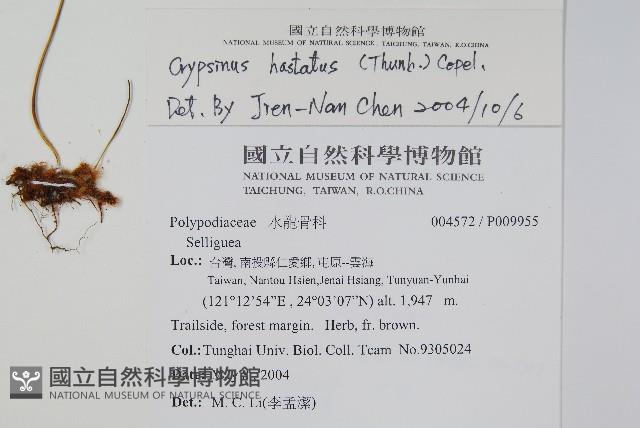 國立自然科學博物館
NATIONAL MUSEUM OF NATURAL SCIENCE, TAICHUNG, TAIWAN, R.O.CHINA
Crypsinus hastatus (Thunb.) Copel.
Det. By Jren-Nan Chen 2004/10/6
國立自然科學博物館
NATIONAL MUSEUM OF NATURAL SCIENCE
TAICHUNG, TAIWAN, R.O.CHINA
Polypodiaceae 水龍骨科 004572 / P009955
Selliguea
Loc.: 台灣, 南投縣仁愛鄉, 屯原--雲海
Taiwan, Nantou Hsien, Jenai Hsiang, Tunyuan-Yunhai
(121°12'54"E , 24°03'07"N) alt. 1,947 m.
Trailside, forest margin. Herb, fr. brown.
Col.: Tunghai Univ. Biol. Coll. Team No.9305024
2004
國立自然科學博物館
NATIONAL MUSEUM OF NATURAL SCIENCE
Det.: M. C. Li(李孟潔)